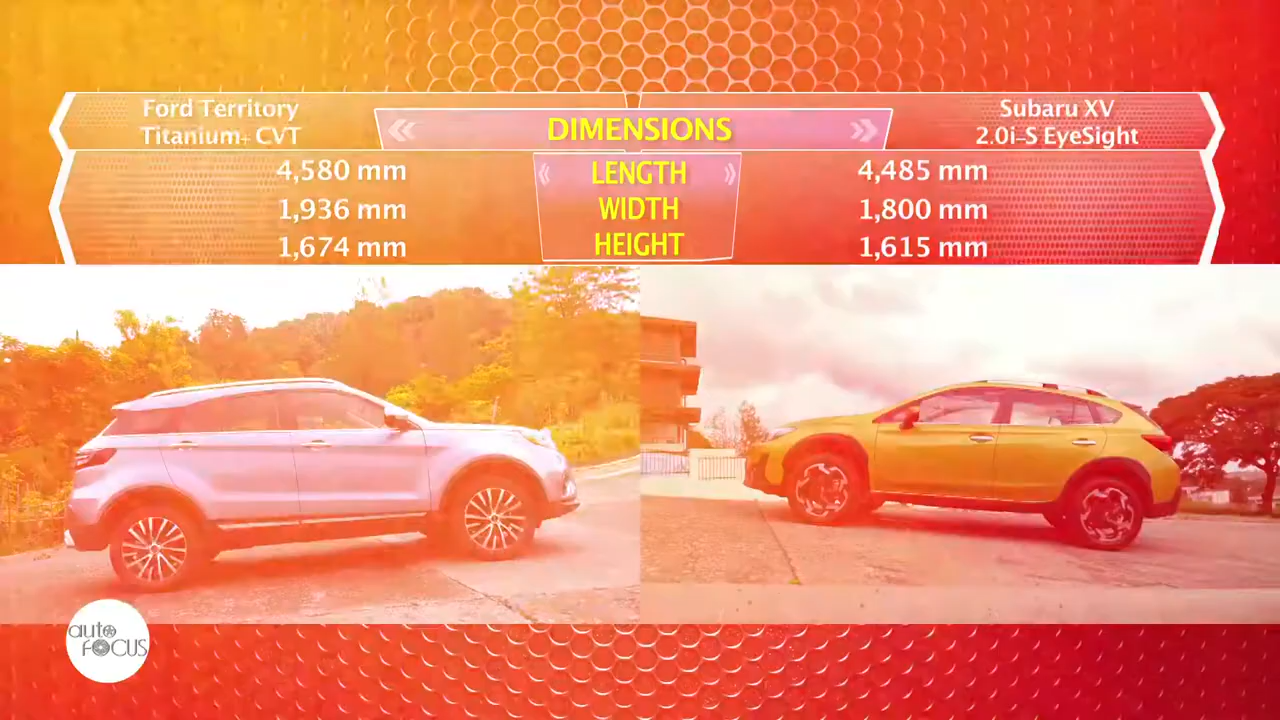 Ford Territory
Titanium+ CVT
DIMENSIONS
Subaru XV
2.0i-S EyeSight
4,580 mm LENGTH 4,485 mm
1,936 mm WIDTH 1,800 mm
1,674 mm HEIGHT 1,615 mm
auto
FOCUS